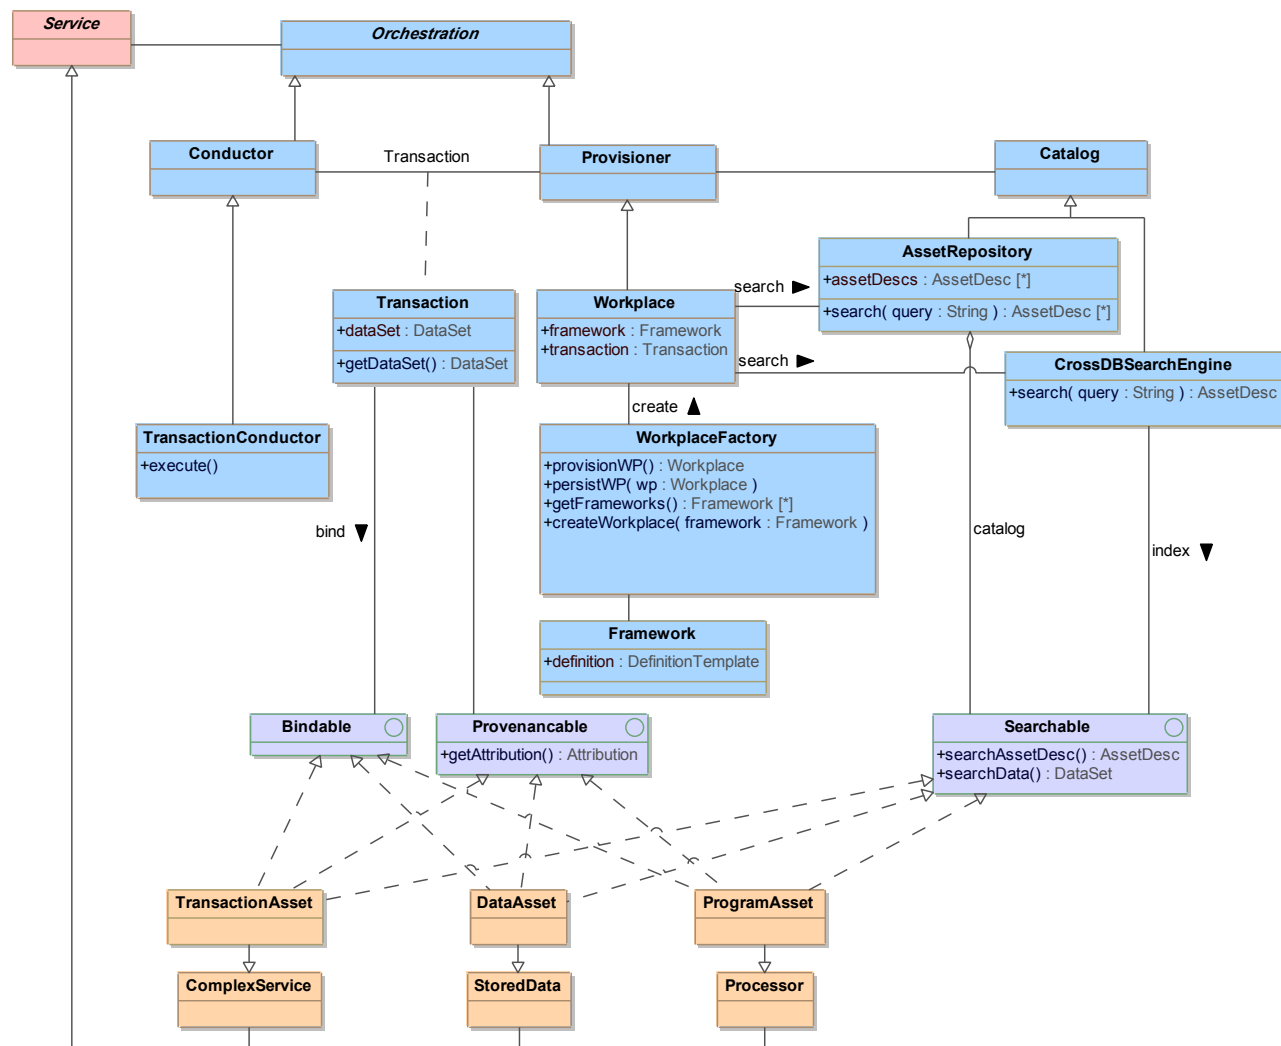 Service
Orchestration
Conductor
Transaction
Provisioner
Catalog
AssetRepository
+assetDescs : AssetDesc [*]
+search( query : String ) : AssetDesc [*]
search ►
Transaction
+dataSet : DataSet
+getDataSet() : DataSet
Workplace
+framework : Framework
+transaction : Transaction
search ►
CrossDBSearchEngine
+search( query : String ) : AssetDesc
create ▲
TransactionConductor
+execute()
WorkplaceFactory
+provisionWP() : Workplace
+persistWP( wp : Workplace )
+getFrameworks() : Framework [*]
+createWorkplace( framework : Framework )
bind ▼
catalog
index ▼
Framework
+definition : DefinitionTemplate
Bindable
Provenancable
+getAttribution() : Attribution
Searchable
+searchAssetDesc() : AssetDesc
+searchData() : DataSet
TransactionAsset
DataAsset
ProgramAsset
ComplexService
StoredData
Processor